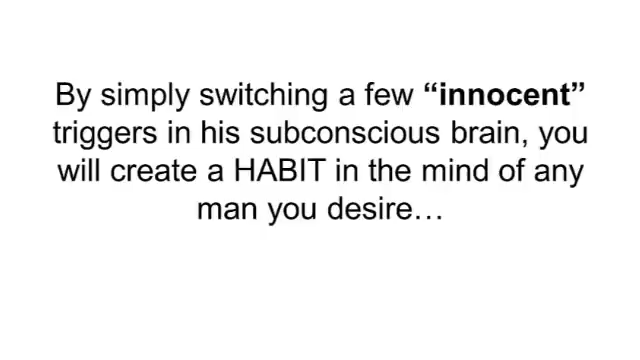 By simply switching a few “innocent”
triggers in his subconscious brain, you
will create a HABIT in the mind of any
man you desire…